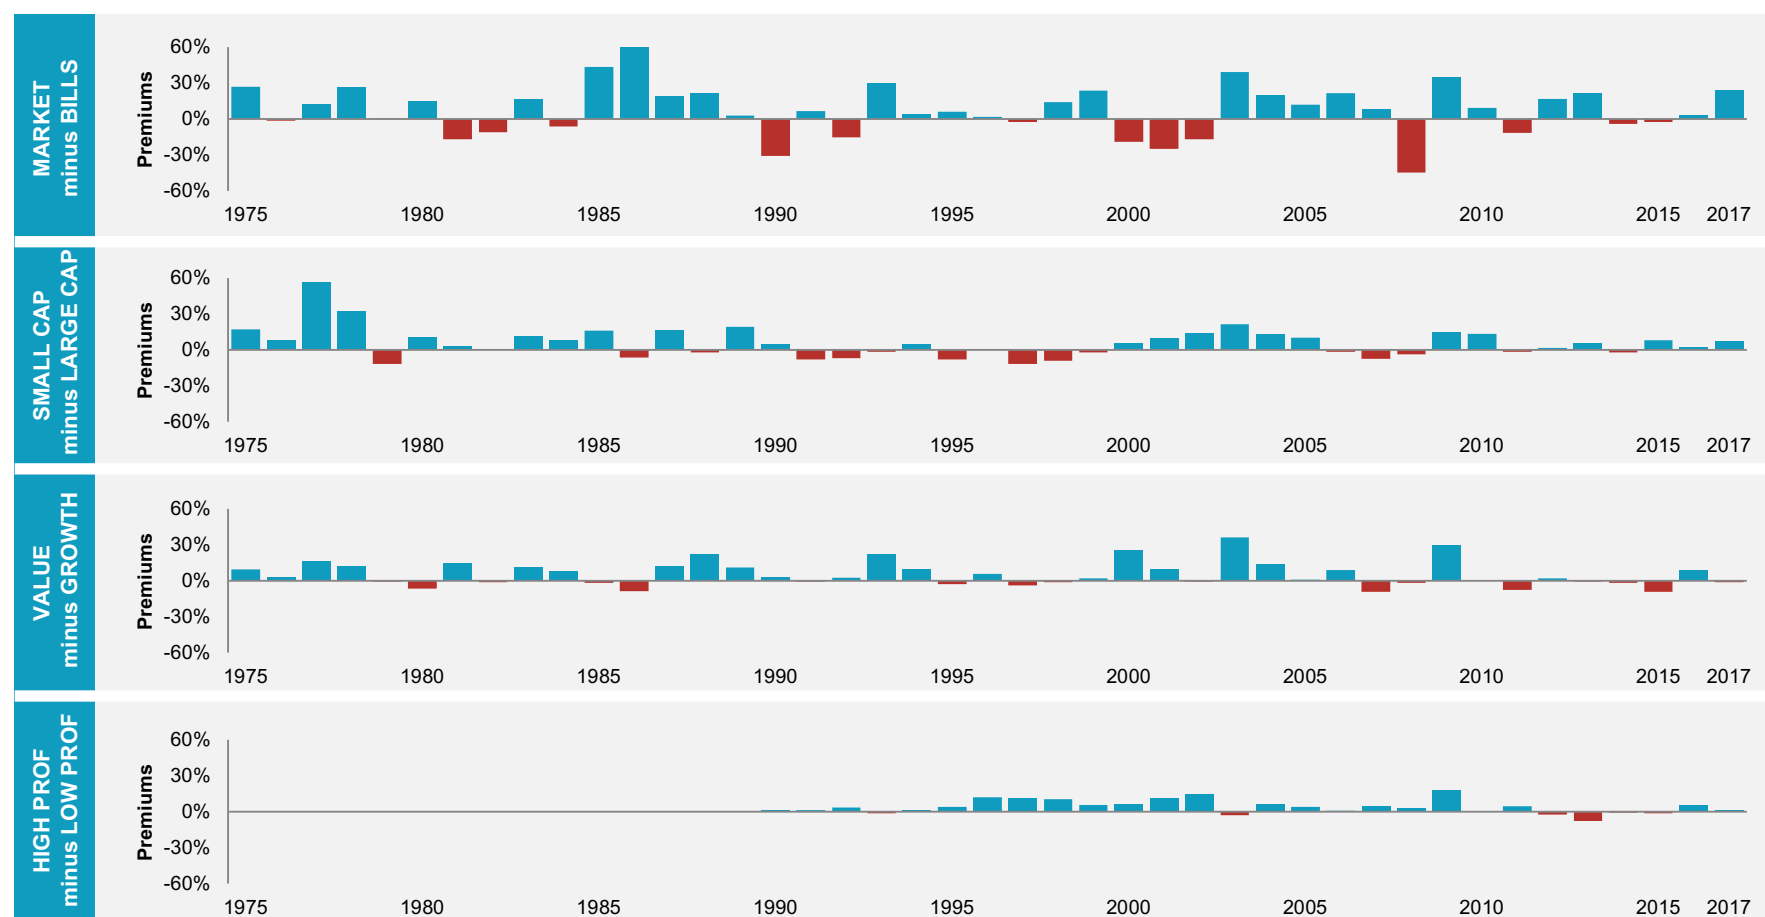 MARKET
minus BILLS
Premiums
60%
30%
0%
-30%
-60%
1975 1980 1985 1990 1995 2000 2005 2010 2015 2017
SMALL CAP
minus LARGE CAP
Premiums
60%
30%
0%
-30%
-60%
1975 1980 1985 1990 1995 2000 2005 2010 2015 2017
VALUE
minus GROWTH
Premiums
60%
30%
0%
-30%
-60%
1975 1980 1985 1990 1995 2000 2005 2010 2015 2017
HIGH PROF
minus LOW PROF
Premiums
60%
30%
0%
-30%
-60%
1975 1980 1985 1990 1995 2000 2005 2010 2015 2017